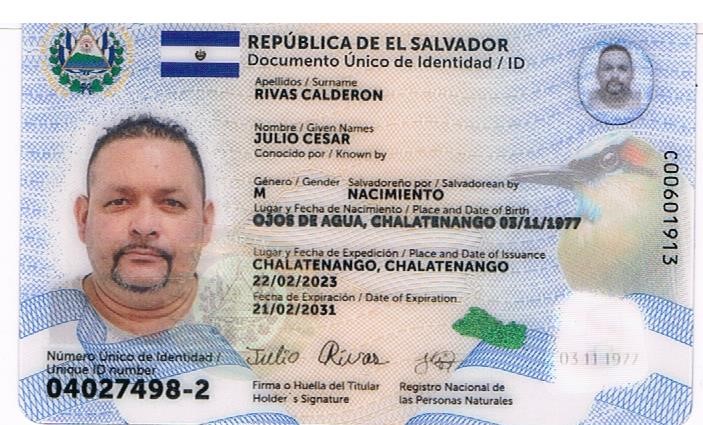 REPÚBLICA DE EL SALVADOR
Documento Único de Identidad / ID
Apellidos / Surname
RIVAS CALDERON
Nombre / Given Names
JULIO CESAR
Conocido por / Known by
Género / Gender Salvadoreño por / Salvadorean by
M NACIMIENTO
Lugar y Fecha de Nacimiento / Place and Date of Birth
OJOS DE AGUA, CHALATENANGO 03/11/1977
Lugar y Fecha de Expedición / Place and Date of Issuance
CHALATENANGO, CHALATENANGO
22/02/2023
Fecha de Expiración / Date of Expiration
21/02/2031
C00601913
Número Único de Identidad /
Unique ID number
04027498-2
Julio Rivas
03 11 1977
Firma o Huella del Titular
Holder´s Signature
Registro Nacional de
las Personas Naturales